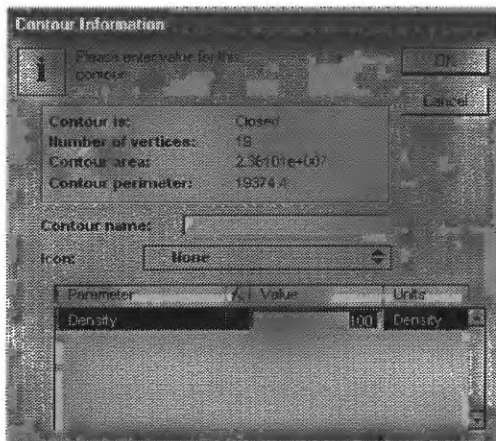 Contour Information
i
Please enter value for this
contour
OK
Cancel
Contour is: Closed
Number of vertices:
Contour area: 2.36101e+007
Contour perimeter: 19374.4
Contour name:
Icon: None
Parameter Value Units
Density 100 Density